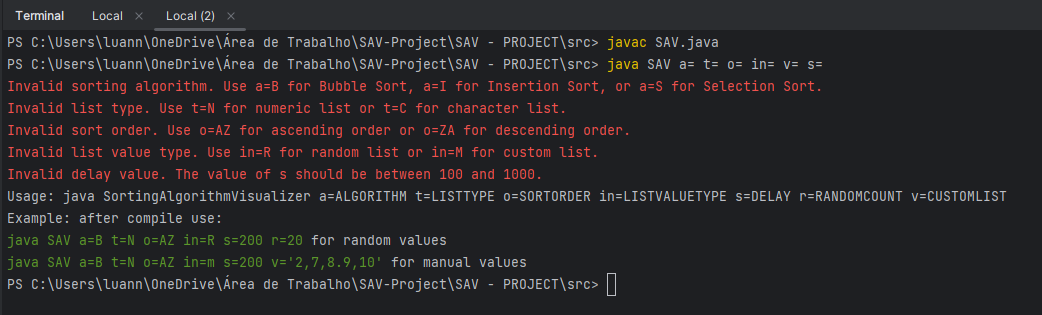 Terminal Local × Local (2) ×
PS C:\Users\luann\OneDrive\Área de Trabalho\SAV-Project\SAV - PROJECT\src> javac SAV.java
PS C:\Users\luann\OneDrive\Área de Trabalho\SAV-Project\SAV - PROJECT\src> java SAV a= t= o= in= v= s=
Invalid sorting algorithm. Use a=B for Bubble Sort, a=I for Insertion Sort, or a=S for Selection Sort.
Invalid list type. Use t=N for numeric list or t=C for character list.
Invalid sort order. Use o=AZ for ascending order or o=ZA for descending order.
Invalid list value type. Use in=R for random list or in=M for custom list.
Invalid delay value. The value of s should be between 100 and 1000.
Usage: java SortingAlgorithmVisualizer a=ALGORITHM t=LISTTYPE o=SORTORDER in=LISTVALUETYPE s=DELAY r=RANDOMCOUNT v=CUSTOMLIST
Example: after compile use:
java SAV a=B t=N o=AZ in=R s=200 r=20 for random values
java SAV a=B t=N o=AZ in=m s=200 v='2,7,8.9,10' for manual values
PS C:\Users\luann\OneDrive\Área de Trabalho\SAV-Project\SAV - PROJECT\src>